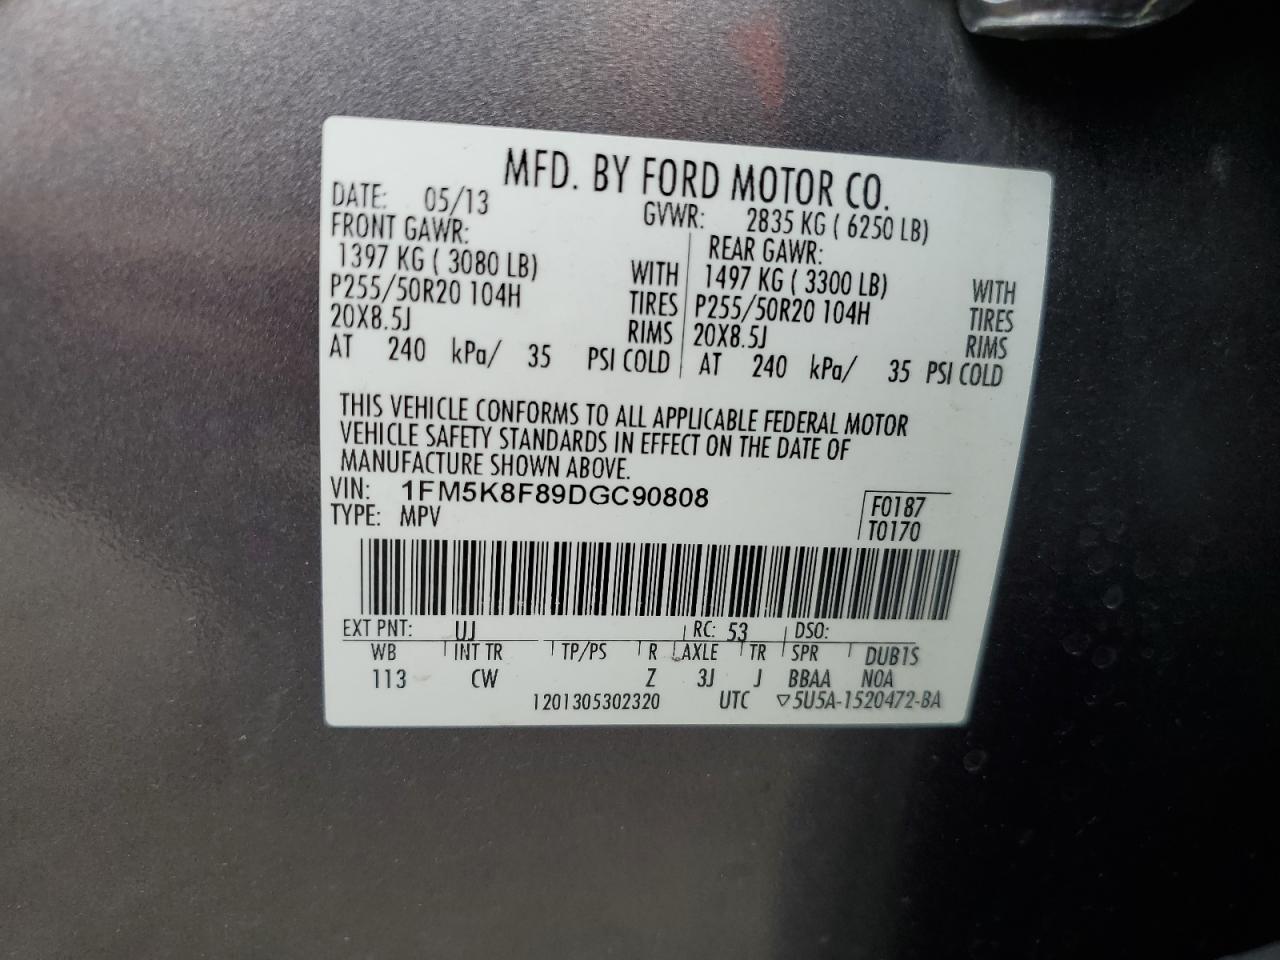 MFD. BY FORD MOTOR CO.
DATE: 05/13 GVWR: 2835 KG ( 6250 LB)
FRONT GAWR: REAR GAWR:
1397 KG ( 3080 LB) WITH 1497 KG ( 3300 LB) WITH
P255/50R20 104H TIRES P255/50R20 104H TIRES
20X8.5J RIMS 20X8.5J RIMS
AT 240 kPa/ 35 PSI COLD AT 240 kPa/ 35 PSI COLD
THIS VEHICLE CONFORMS TO ALL APPLICABLE FEDERAL MOTOR
VEHICLE SAFETY STANDARDS IN EFFECT ON THE DATE OF
MANUFACTURE SHOWN ABOVE.
VIN: 1FM5K8F89DGC90808 F0187
TYPE: MPV T0170
EXT PNT: UJ RC: 53 DSO:
WB INT TR TP/PS R AXLE TR SPR DUB1S
113 CW Z 3J J BBAA NOA
1201305302320 UTC ▽5U5A-1520472-BA